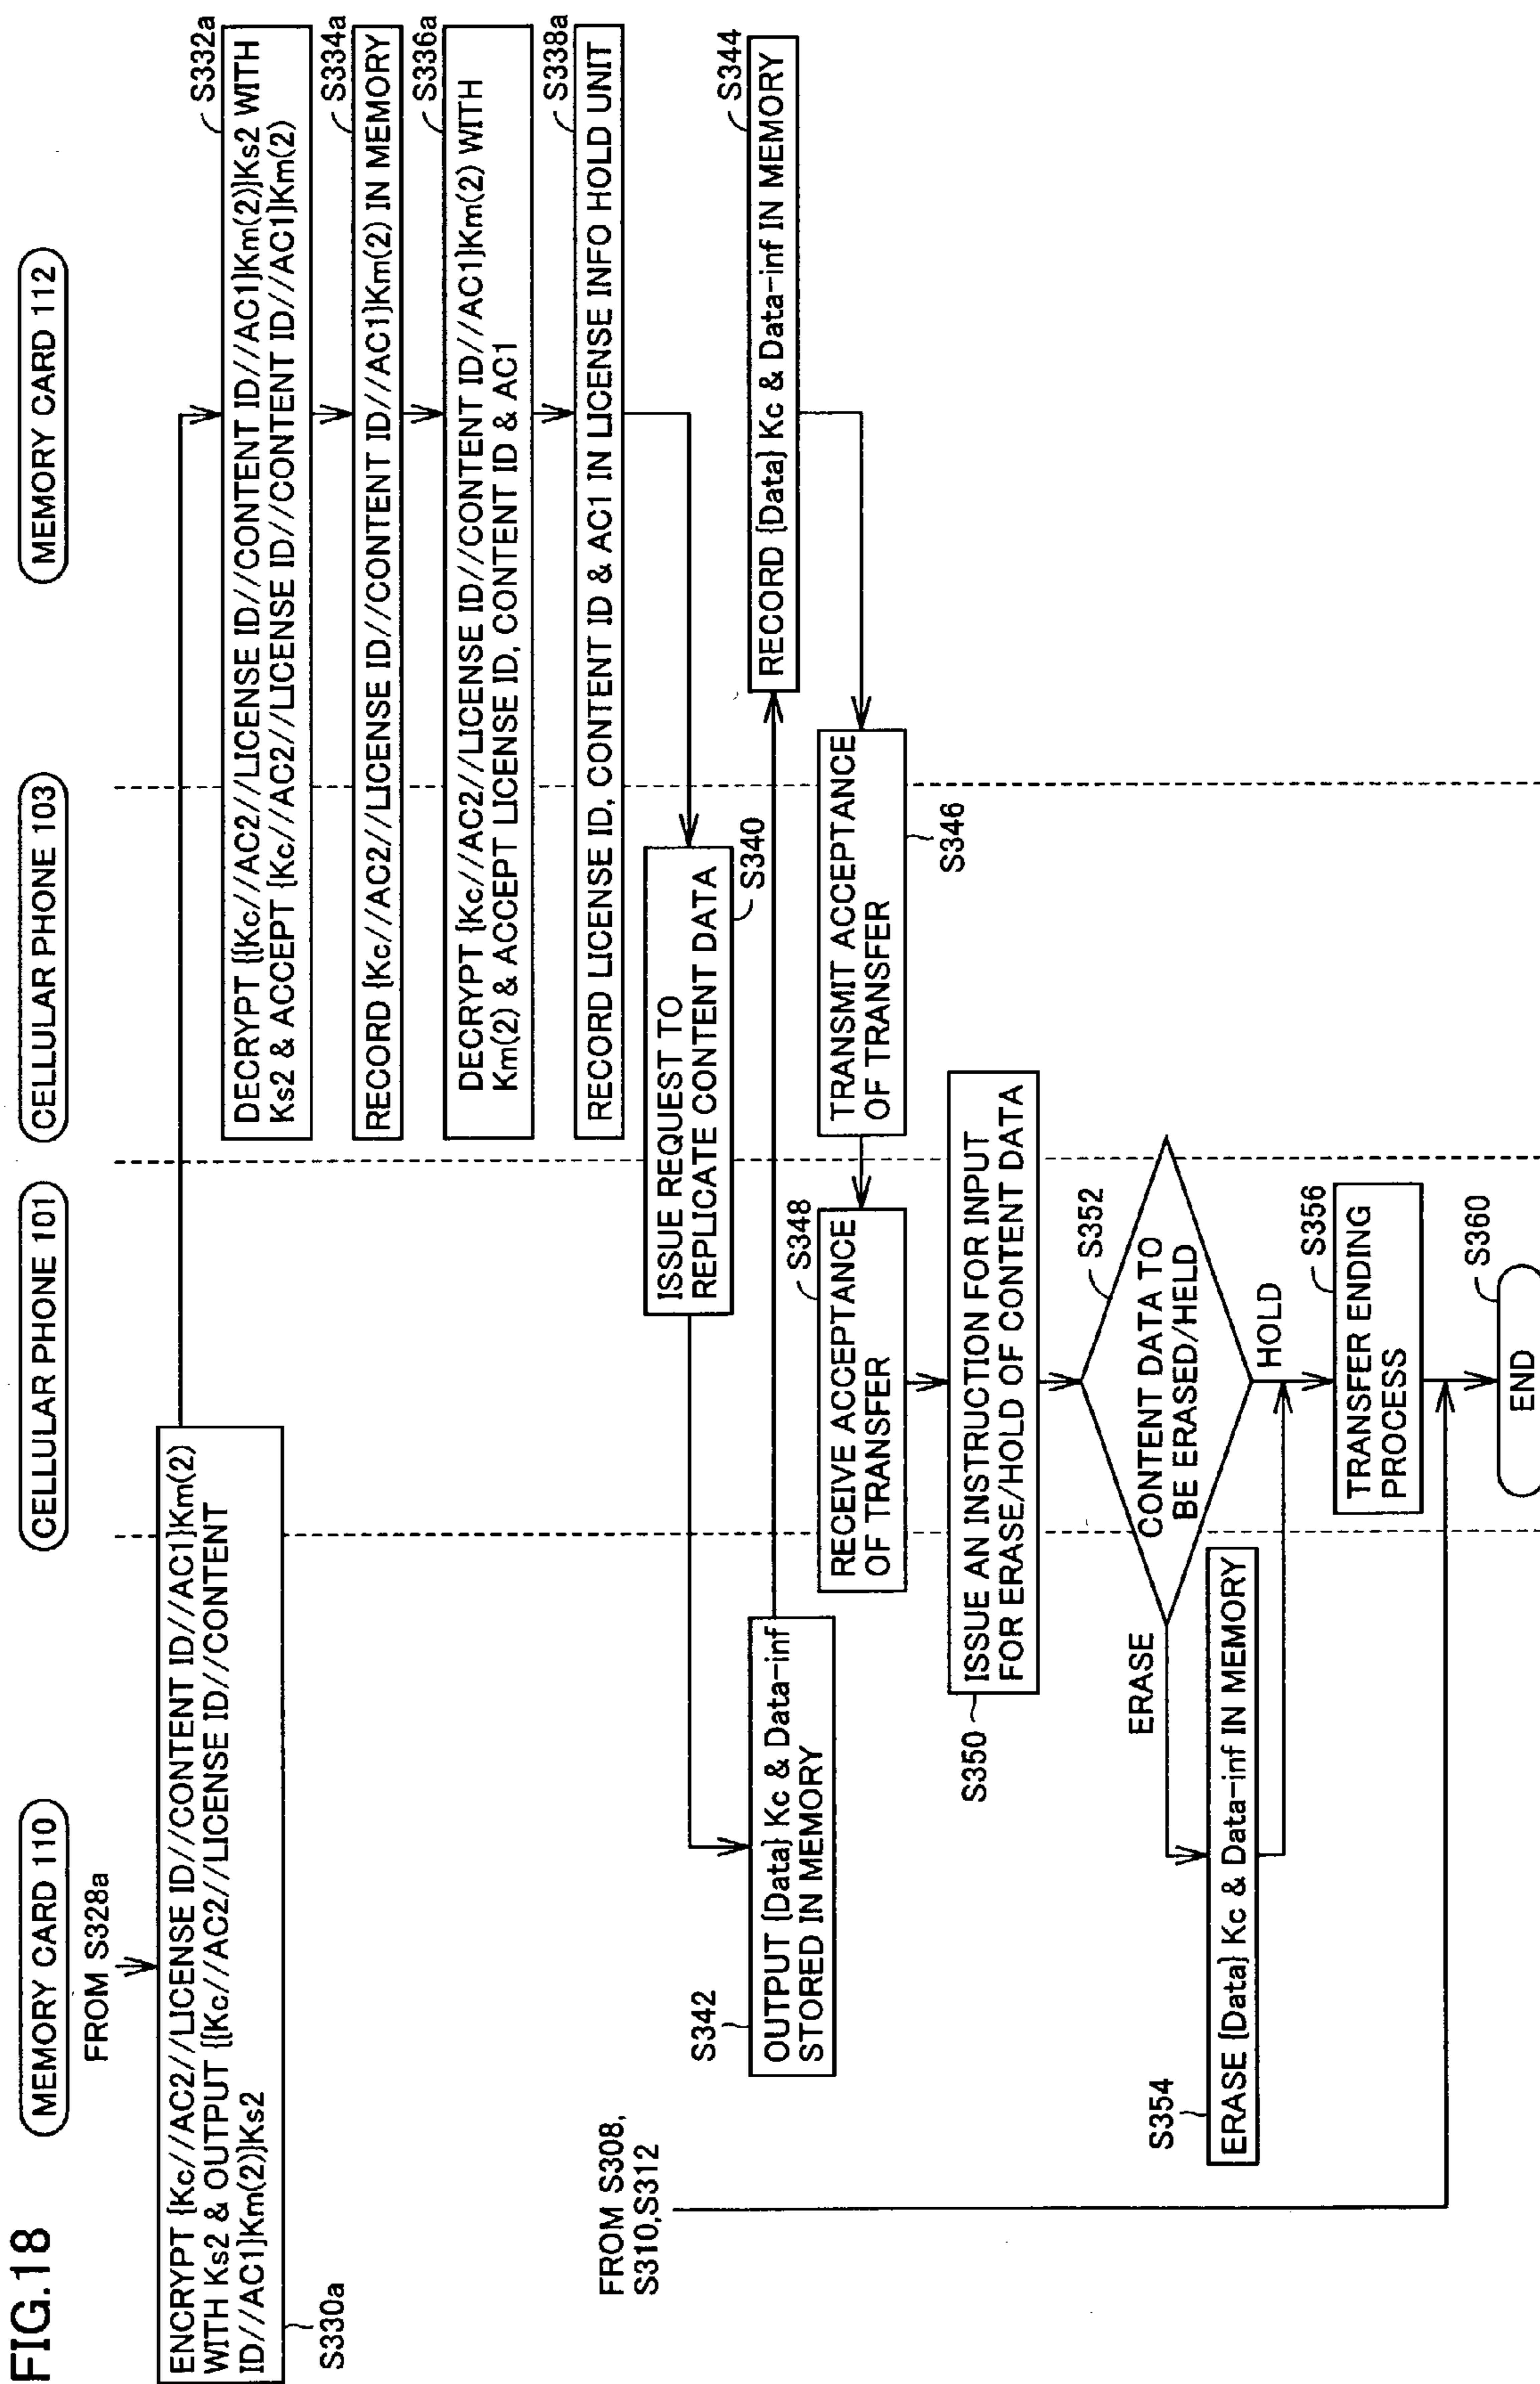 FIG.18
MEMORY CARD 110
CELLULAR PHONE 101
CELLULAR PHONE 103
MEMORY CARD 112
FROM S328a
ENCRYPT {Kc//AC2//LICENSE ID//CONTENT ID//AC1}Km(2)
WITH Ks2 & OUTPUT {{Kc//AC2//LICENSE ID//CONTENT
ID//AC1}Km(2)}Ks2
S330a
S332a
DECRYPT {{Kc//AC2//LICENSE ID//CONTENT ID//AC1}Km(2)}Ks2 WITH
Ks2 & ACCEPT {Kc//AC2//LICENSE ID//CONTENT ID//AC1}Km(2)
S334a
RECORD {Kc//AC2//LICENSE ID//CONTENT ID//AC1}Km(2) IN MEMORY
S336a
DECRYPT {Kc//AC2//LICENSE ID//CONTENT ID//AC1}Km(2) WITH
Km(2) & ACCEPT LICENSE ID, CONTENT ID & AC1
S338a
RECORD LICENSE ID, CONTENT ID & AC1 IN LICENSE INFO HOLD UNIT
ISSUE REQUEST TO
REPLICATE CONTENT DATA
S340
S342
OUTPUT {Data} Kc & Data-inf
STORED IN MEMORY
S344
RECORD {Data} Kc & Data-inf IN MEMORY
TRANSMIT ACCEPTANCE
OF TRANSFER
S346
S348
RECEIVE ACCEPTANCE
OF TRANSFER
S350
ISSUE AN INSTRUCTION FOR INPUT
FOR ERASE/HOLD OF CONTENT DATA
S352
CONTENT DATA TO
BE ERASED/HELD
ERASE
HOLD
S354
ERASE {Data} Kc & Data-inf IN MEMORY
S356
TRANSFER ENDING
PROCESS
FROM S308,
S310,S312
S360
END